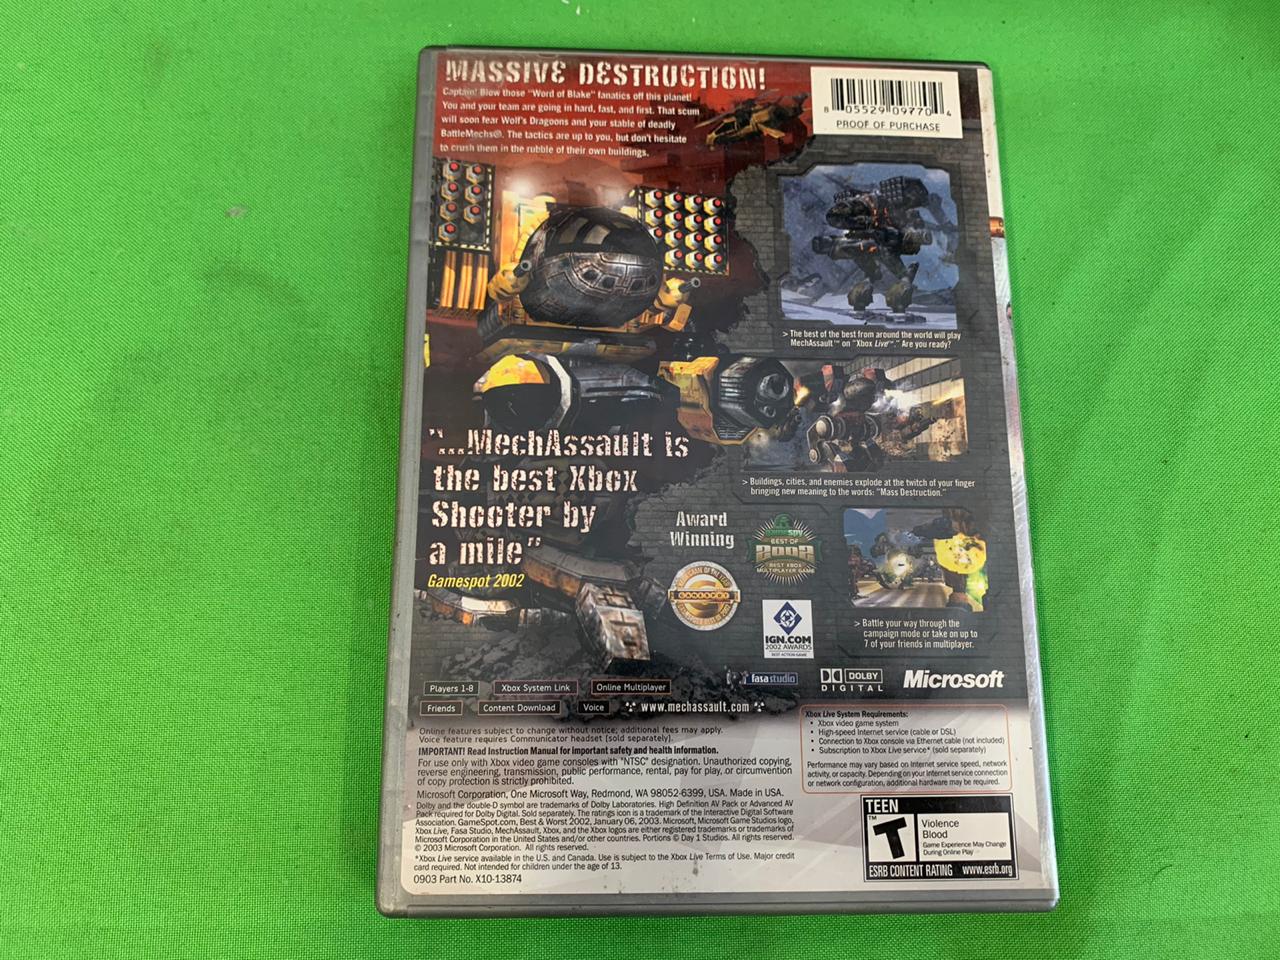 MASSIVE DESTRUCTION!
Captain! Blow those "Word of Blake" fanatics off this planet!
You and your team are going in hard, fast, and first. That scum
will soon fear Wolf's Dragoons and your stable of deadly
BattleMechs®. The tactics are up to you, but don't hesitate
to crush them in the rubble of their own buildings.
8 05529 09770 4
PROOF OF PURCHASE
> The best of the best from around the world will play
MechAssault™ on "Xbox Live™." Are you ready?
"...MechAssault is
the best Xbox
Shooter by
a mile"
Gamespot 2002
> Buildings, cities, and enemies explode at the twitch of your finger
bringing new meaning to the words: "Mass Destruction."
Award
Winning
GAMESPY
BEST OF
2002
BEST XBOX
MULTIPLAYER GAME
IGN.COM
2002 AWARDS
BEST ACTION GAME
> Battle your way through the
campaign mode or take on up to
7 of your friends in multiplayer.
fasa studio
DOLBY
DIGITAL
Microsoft
Players 1-8
Xbox System Link
Online Multiplayer
Friends
Content Download
Voice
www.mechassault.com
Online features subject to change without notice; additional fees may apply.
Voice feature requires Communicator headset (sold separately).
IMPORTANT! Read Instruction Manual for important safety and health information.
For use only with Xbox video game consoles with "NTSC" designation. Unauthorized copying,
reverse engineering, transmission, public performance, rental, pay for play, or circumvention
of copy protection is strictly prohibited.
Microsoft Corporation, One Microsoft Way, Redmond, WA 98052-6399, USA. Made in USA.
Dolby and the double-D symbol are trademarks of Dolby Laboratories. High Definition AV Pack or Advanced AV
Pack required for Dolby Digital. Sold separately. The ratings icon is a trademark of the Interactive Digital Software
Association. GameSpot.com, Best & Worst 2002, January 06, 2003. Microsoft, Microsoft Game Studios logo,
Xbox Live, Fasa Studio, MechAssault, Xbox, and the Xbox logos are either registered trademarks or trademarks of
Microsoft Corporation in the United States and/or other countries. Portions © Day 1 Studios. All rights reserved.
© 2003 Microsoft Corporation. All rights reserved.
*Xbox Live service available in the U.S. and Canada. Use is subject to the Xbox Live Terms of Use. Major credit
card required. Not intended for children under the age of 13.
0903 Part No. X10-13874
Xbox Live System Requirements:
• Xbox video game system
• High-speed Internet service (cable or DSL)
• Connection to Xbox console via Ethernet cable (not included)
• Subscription to Xbox Live service* (sold separately)
Performance may vary based on Internet service speed, network
activity, or capacity. Depending on your Internet service connection
or network configuration, additional hardware may be required.
TEEN
T
TM
Violence
Blood
Game Experience May Change
During Online Play
ESRB CONTENT RATING www.esrb.org